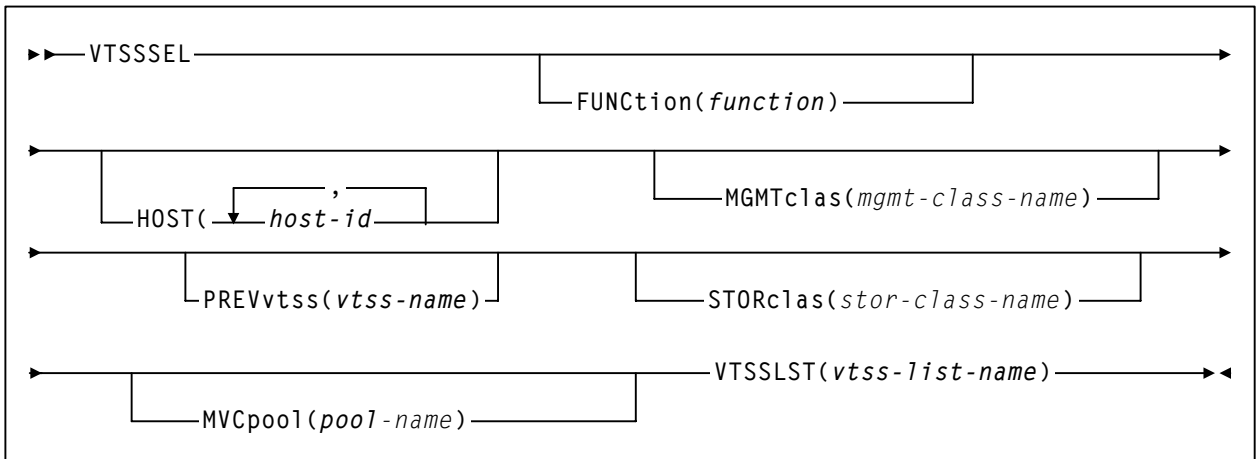 VTSSSEL
FUNCtion(function)
,
HOST( host-id
MGMTclas(mgmt-class-name)
PREVvtss(vtss-name)
STORclas(stor-class-name)
VTSSLST(vtss-list-name)
MVCpool(pool-name)